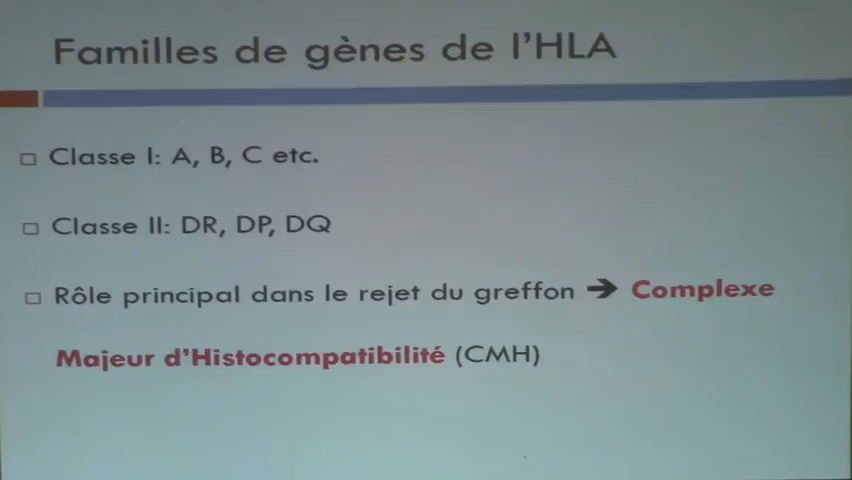 Familles de gènes de l'HLA
Classe I: A, B, C etc.
Classe II: DR, DP, DQ
Rôle principal dans le rejet du greffon → Complexe
Majeur d'Histocompatibilité (CMH)